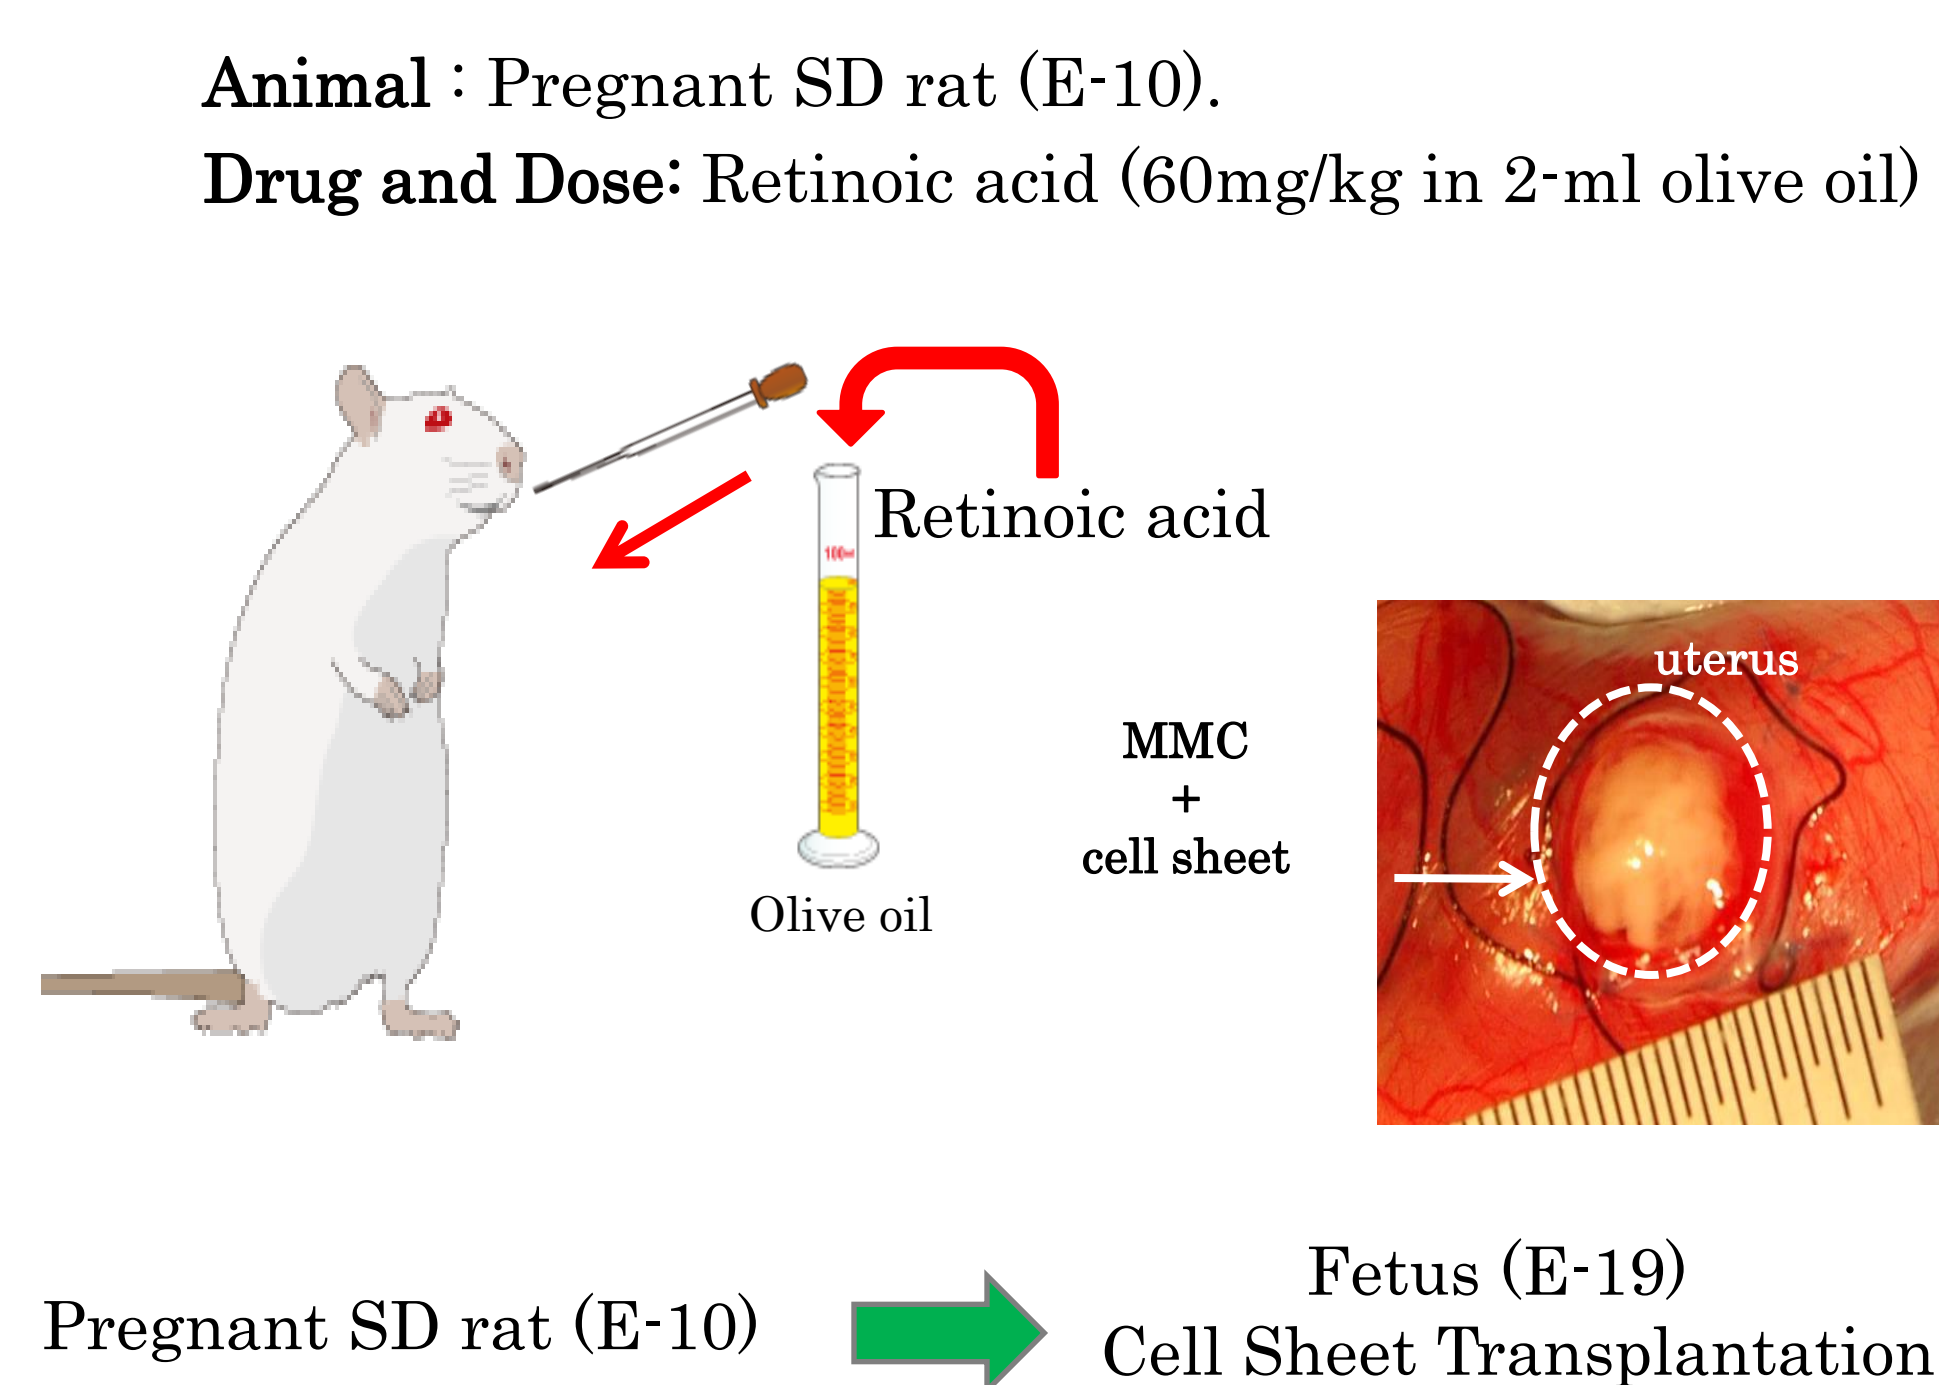 Animal : Pregnant SD rat (E-10).
Drug and Dose: Retinoic acid (60mg/kg in 2-ml olive oil)
Retinoic acid
100ml
Olive oil
MMC
+
cell sheet
uterus
Pregnant SD rat (E-10)
Fetus (E-19)
Cell Sheet Transplantation